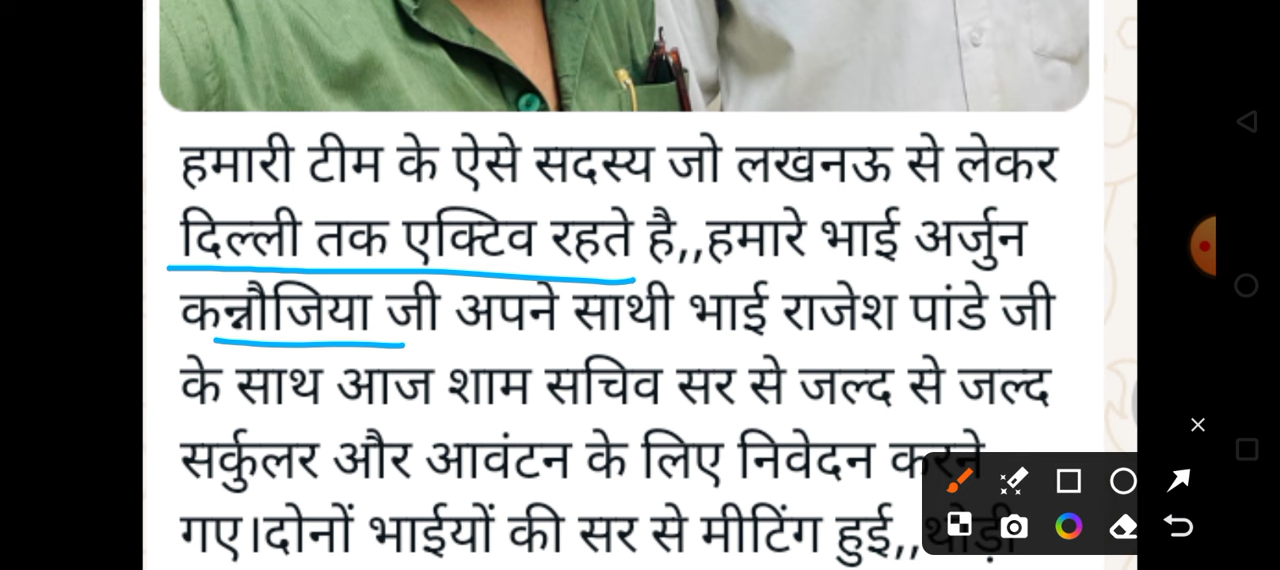 हमारी टीम के ऐसे सदस्य जो लखनऊ से लेकर
दिल्ली तक एक्टिव रहते है,,हमारे भाई अर्जुन
कन्नौजिया जी अपने साथी भाई राजेश पांडे जी
के साथ आज शाम सचिव सर से जल्द से जल्द
सर्कुलर और आवंटन के लिए निवेदन करने
गए।दोनों भाईयों की सर से मीटिंग हुई,,थोड़ी